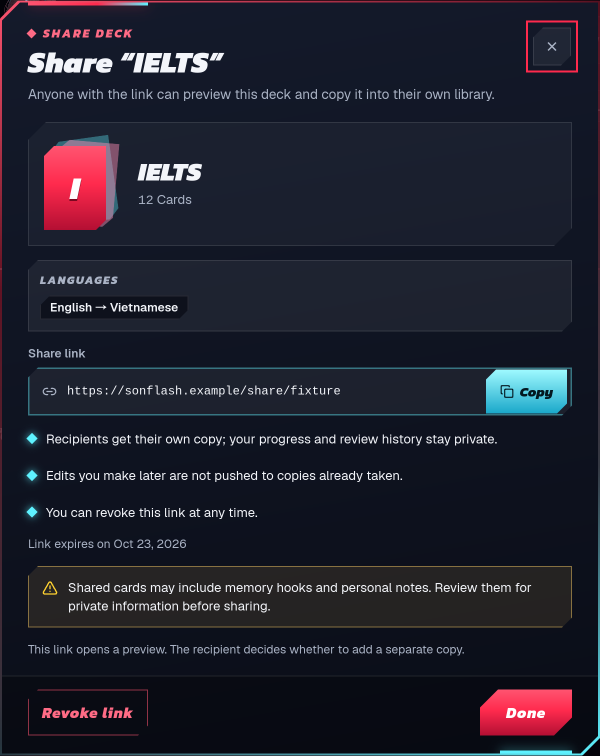 SHARE DECK
Share “IELTS”
Anyone with the link can preview this deck and copy it into their own library.
I
IELTS
12 Cards
LANGUAGES
English → Vietnamese
Share link
https://sonflash.example/share/fixture
Copy
Recipients get their own copy; your progress and review history stay private.
Edits you make later are not pushed to copies already taken.
You can revoke this link at any time.
Link expires on Oct 23, 2026
Shared cards may include memory hooks and personal notes. Review them for
private information before sharing.
This link opens a preview. The recipient decides whether to add a separate copy.
Revoke link
Done